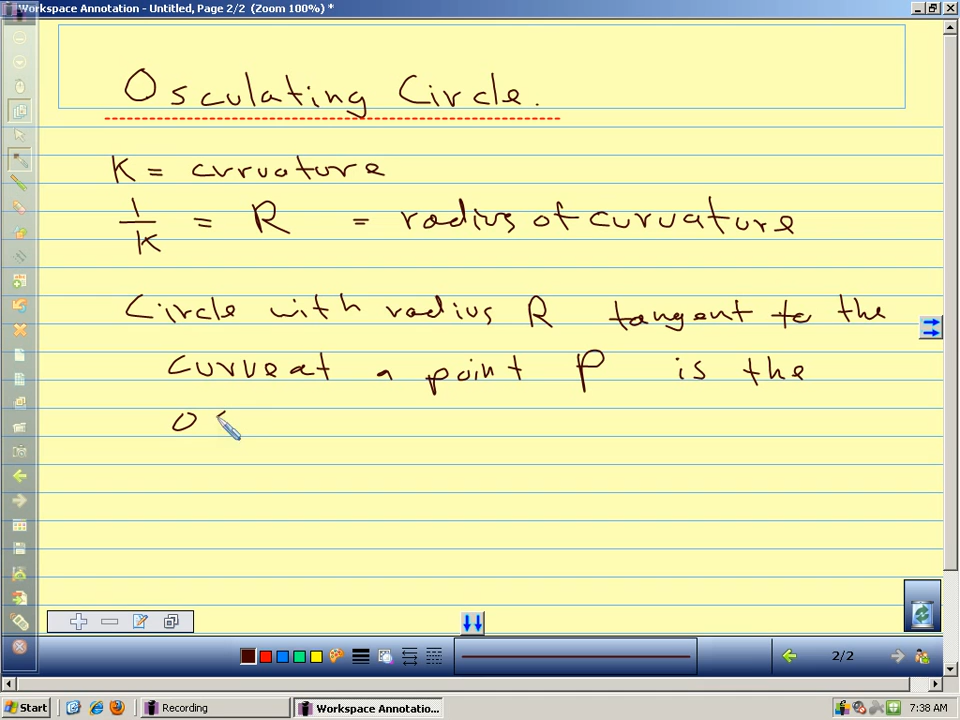 Workspace Annotation - Untitled, Page 2/2 (Zoom 100%) *
Osculating Circle.
K = curvature
1/K = R = radius of curvature
Circle with radius R tangent to the
curve at a point P is the
os
2/2
Start
Recording
Workspace Annotatio...
7:38 AM